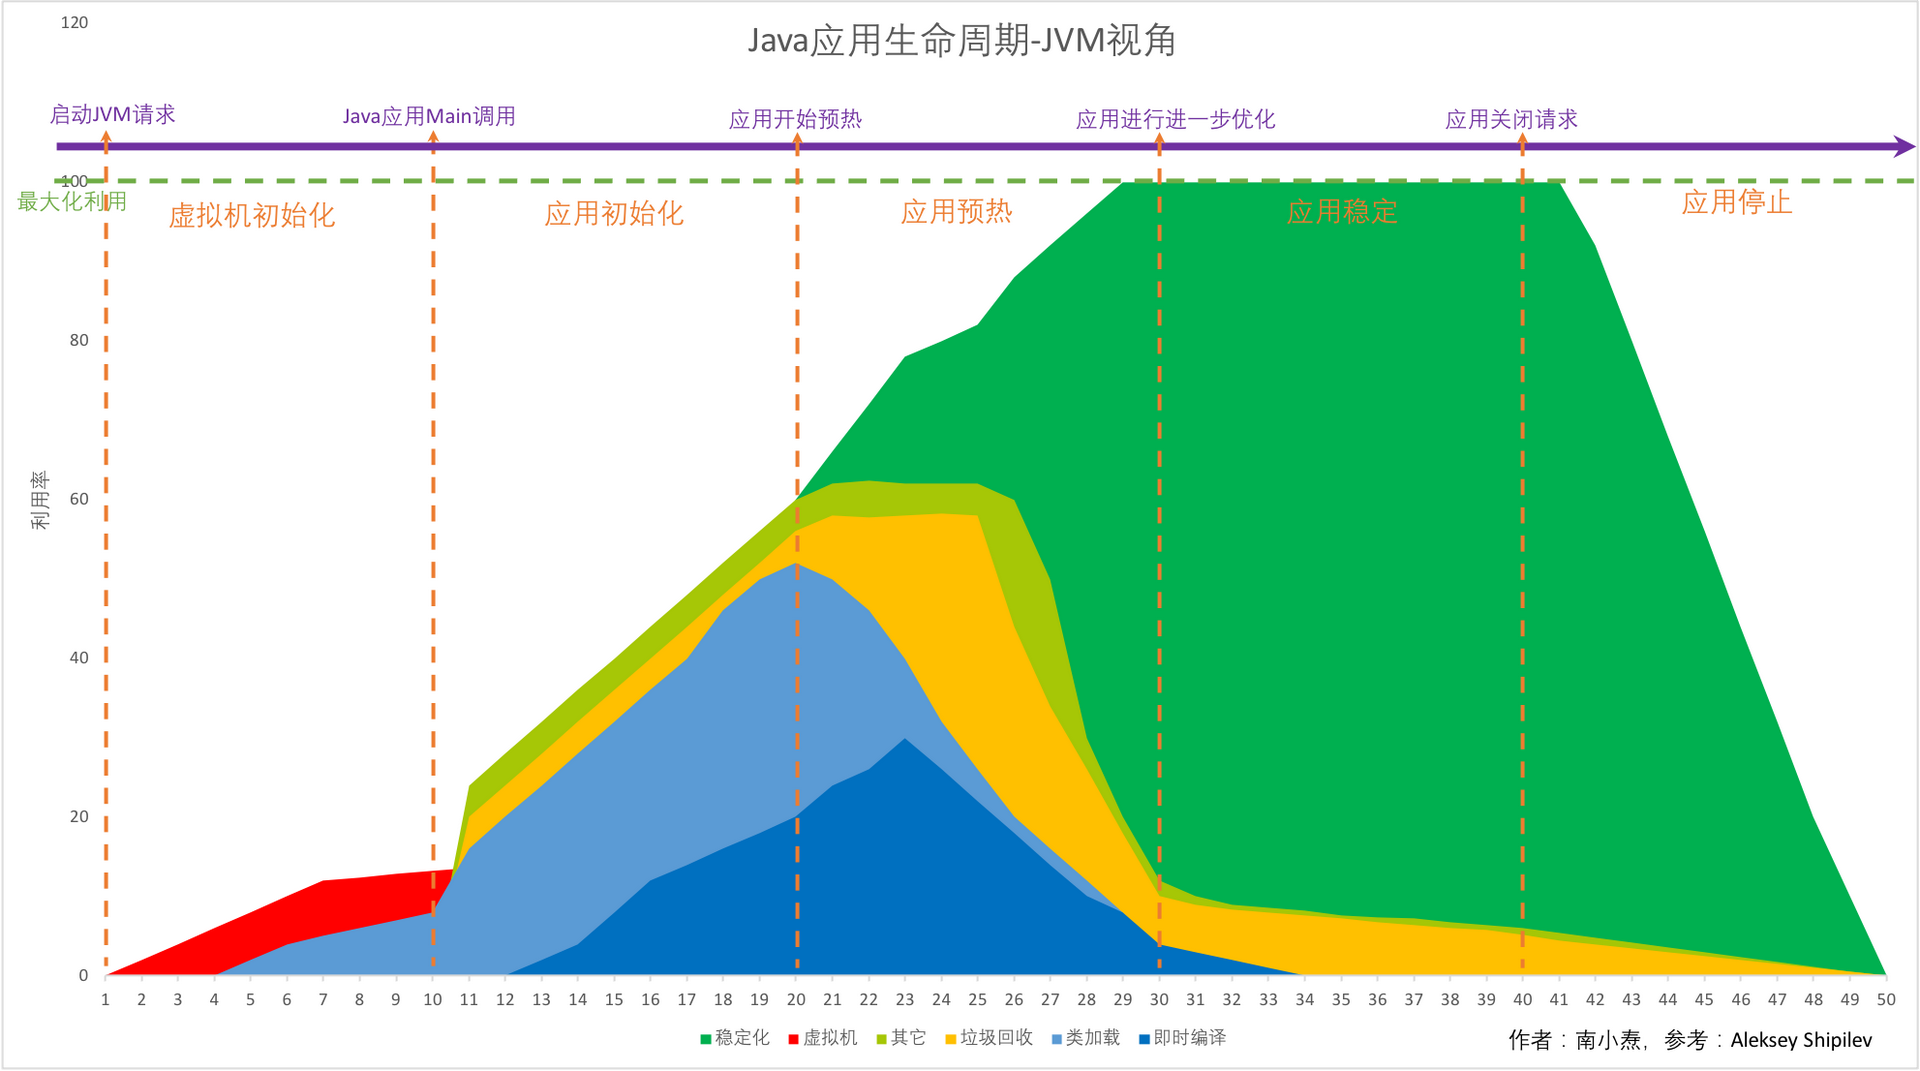 Java应用生命周期-JVM视角
启动JVM请求 Java应用Main调用 应用开始预热 应用进行进一步优化 应用关闭请求
最大化利用
虚拟机初始化 应用初始化 应用预热 应用稳定 应用停止
利用率
120
100
80
60
40
20
0
1 2 3 4 5 6 7 8 9 10 11 12 13 14 15 16 17 18 19 20 21 22 23 24 25 26 27 28 29 30 31 32 33 34 35 36 37 38 39 40 41 42 43 44 45 46 47 48 49 50
稳定化 虚拟机 其它 垃圾回收 类加载 即时编译
作者：南小焘，参考：Aleksey Shipilev